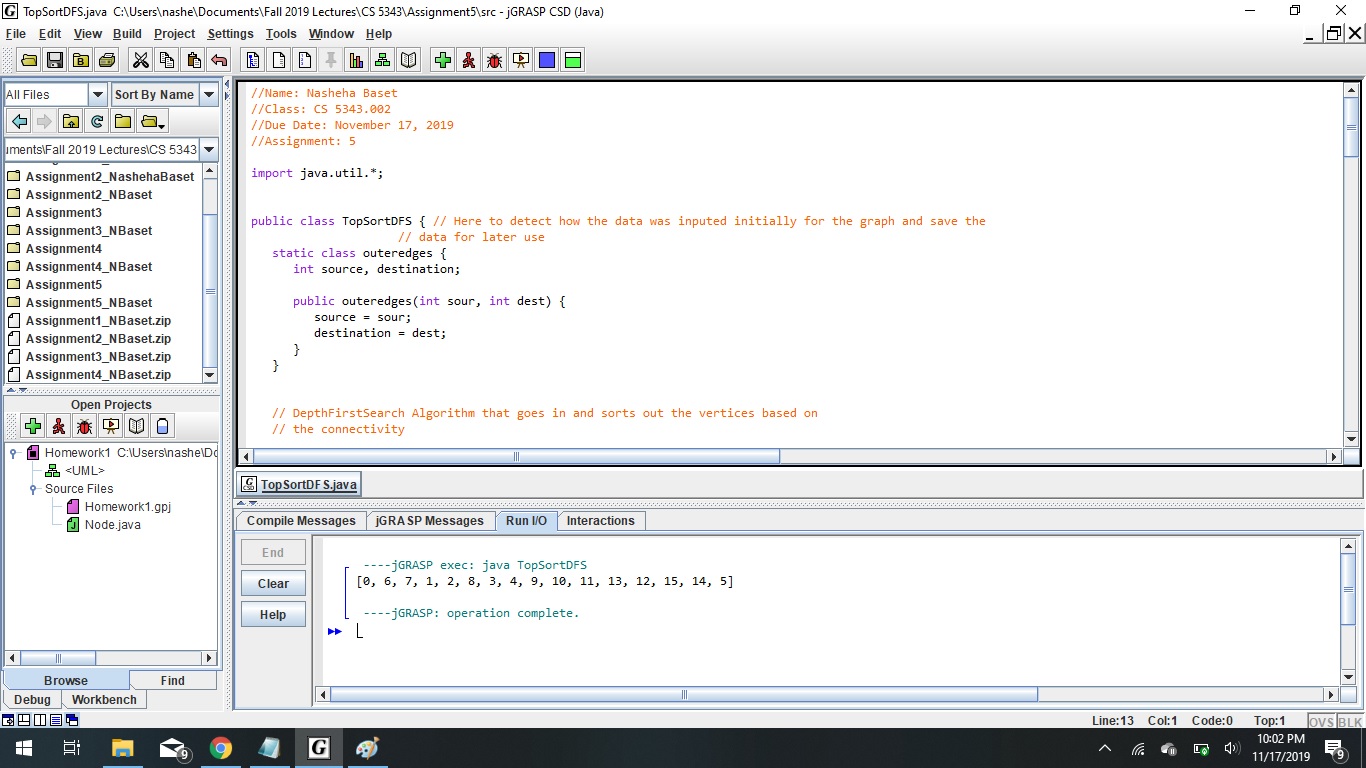 TopSortDFS.java C:\Users\nashe\Documents\Fall 2019 Lectures\CS 5343\Assignment5\src - jGRASP CSD (Java)
File Edit View Build Project Settings Tools Window Help
All Files Sort By Name
uments\Fall 2019 Lectures\CS 5343
Assignment2_NashehaBaset
Assignment2_NBaset
Assignment3
Assignment3_NBaset
Assignment4
Assignment4_NBaset
Assignment5
Assignment5_NBaset
Assignment1_NBaset.zip
Assignment2_NBaset.zip
Assignment3_NBaset.zip
Assignment4_NBaset.zip
Open Projects
Homework1 C:\Users\nashe\Do
<UML>
Source Files
Homework1.gpj
Node.java
Browse Find
Debug Workbench
//Name: Nasheha Baset
//Class: CS 5343.002
//Due Date: November 17, 2019
//Assignment: 5
import java.util.*;
public class TopSortDFS { // Here to detect how the data was inputed initially for the graph and save the
// data for later use
static class outeredges {
int source, destination;
public outeredges(int sour, int dest) {
source = sour;
destination = dest;
}
}
// DepthFirstSearch Algorithm that goes in and sorts out the vertices based on
// the connectivity
TopSortDFS.java
Compile Messages jGRASP Messages Run I/O Interactions
End
Clear
Help
----jGRASP exec: java TopSortDFS
[0, 6, 7, 1, 2, 8, 3, 4, 9, 10, 11, 13, 12, 15, 14, 5]
----jGRASP: operation complete.
Line:13 Col:1 Code:0 Top:1 OVS BLK
9
10:02 PM
11/17/2019
9